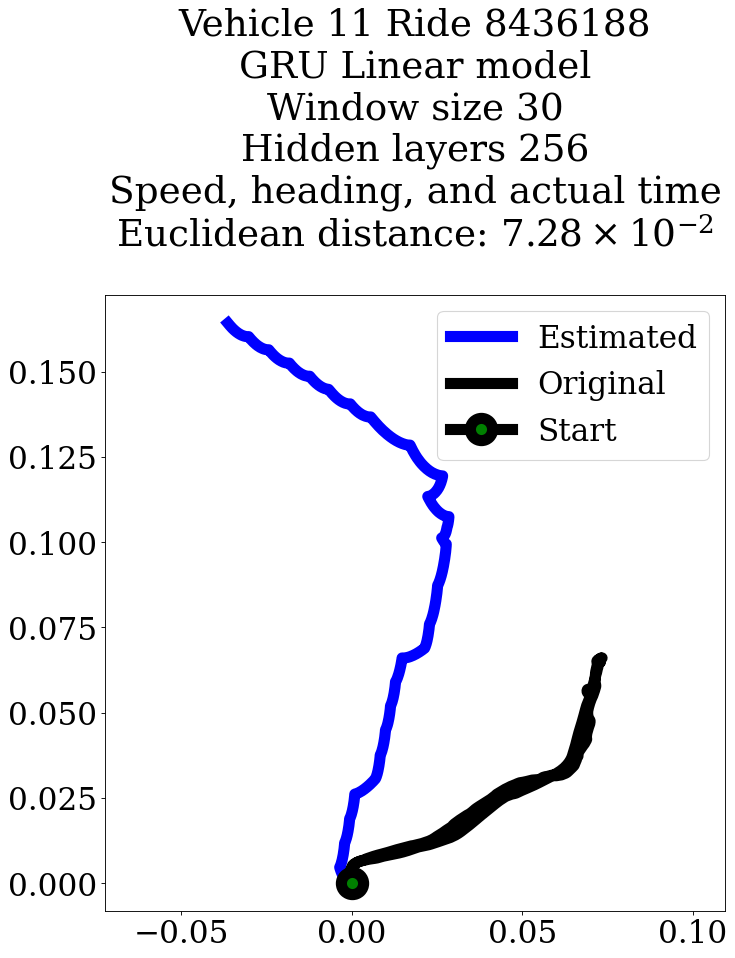 Vehicle 11 Ride 8436188
GRU Linear model
Window size 30
Hidden layers 256
Speed, heading, and actual time
Euclidean distance: 7.28 × 10⁻²
Estimated
Original
Start
0.150
0.125
0.100
0.075
0.050
0.025
0.000
−0.05 0.00 0.05 0.10